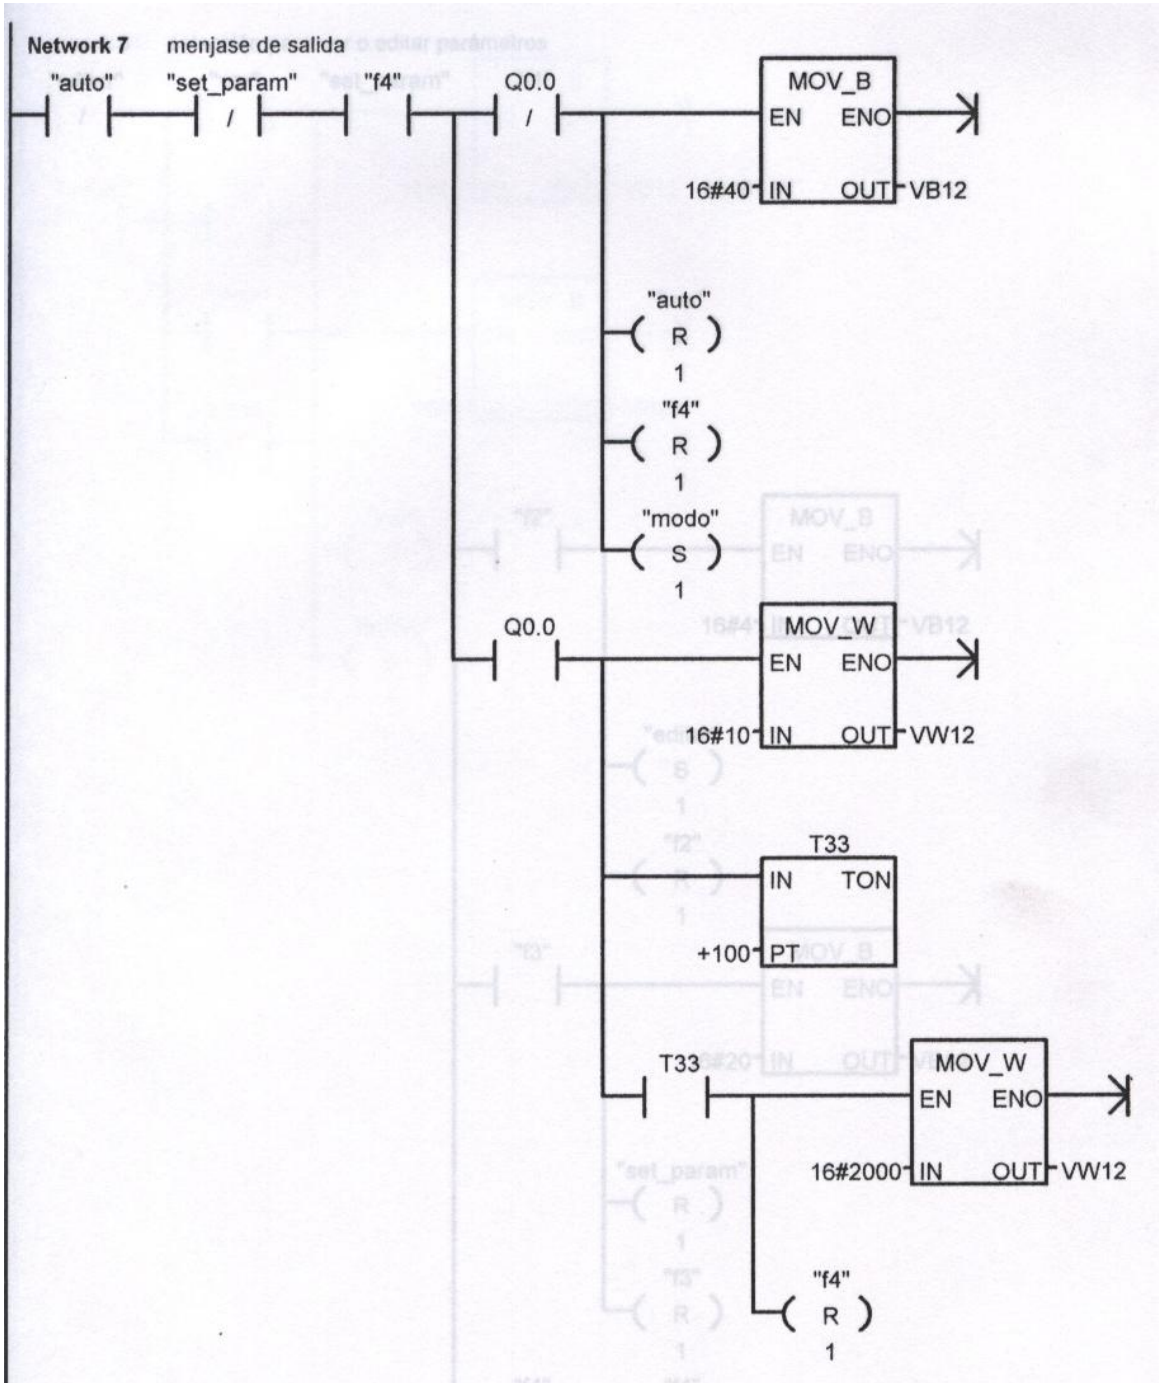 Network 7 menjase de salida
"auto" "set_param" "f4" Q0.0 MOV_B
/ / EN ENO
16#40 IN OUT VB12
"auto"
R
1
"f4"
R
1
"modo"
S
1
Q0.0 MOV_W
EN ENO
16#10 IN OUT VW12
T33
IN TON
+100 PT
T33 MOV_W
EN ENO
16#2000 IN OUT VW12
"f4"
R
1